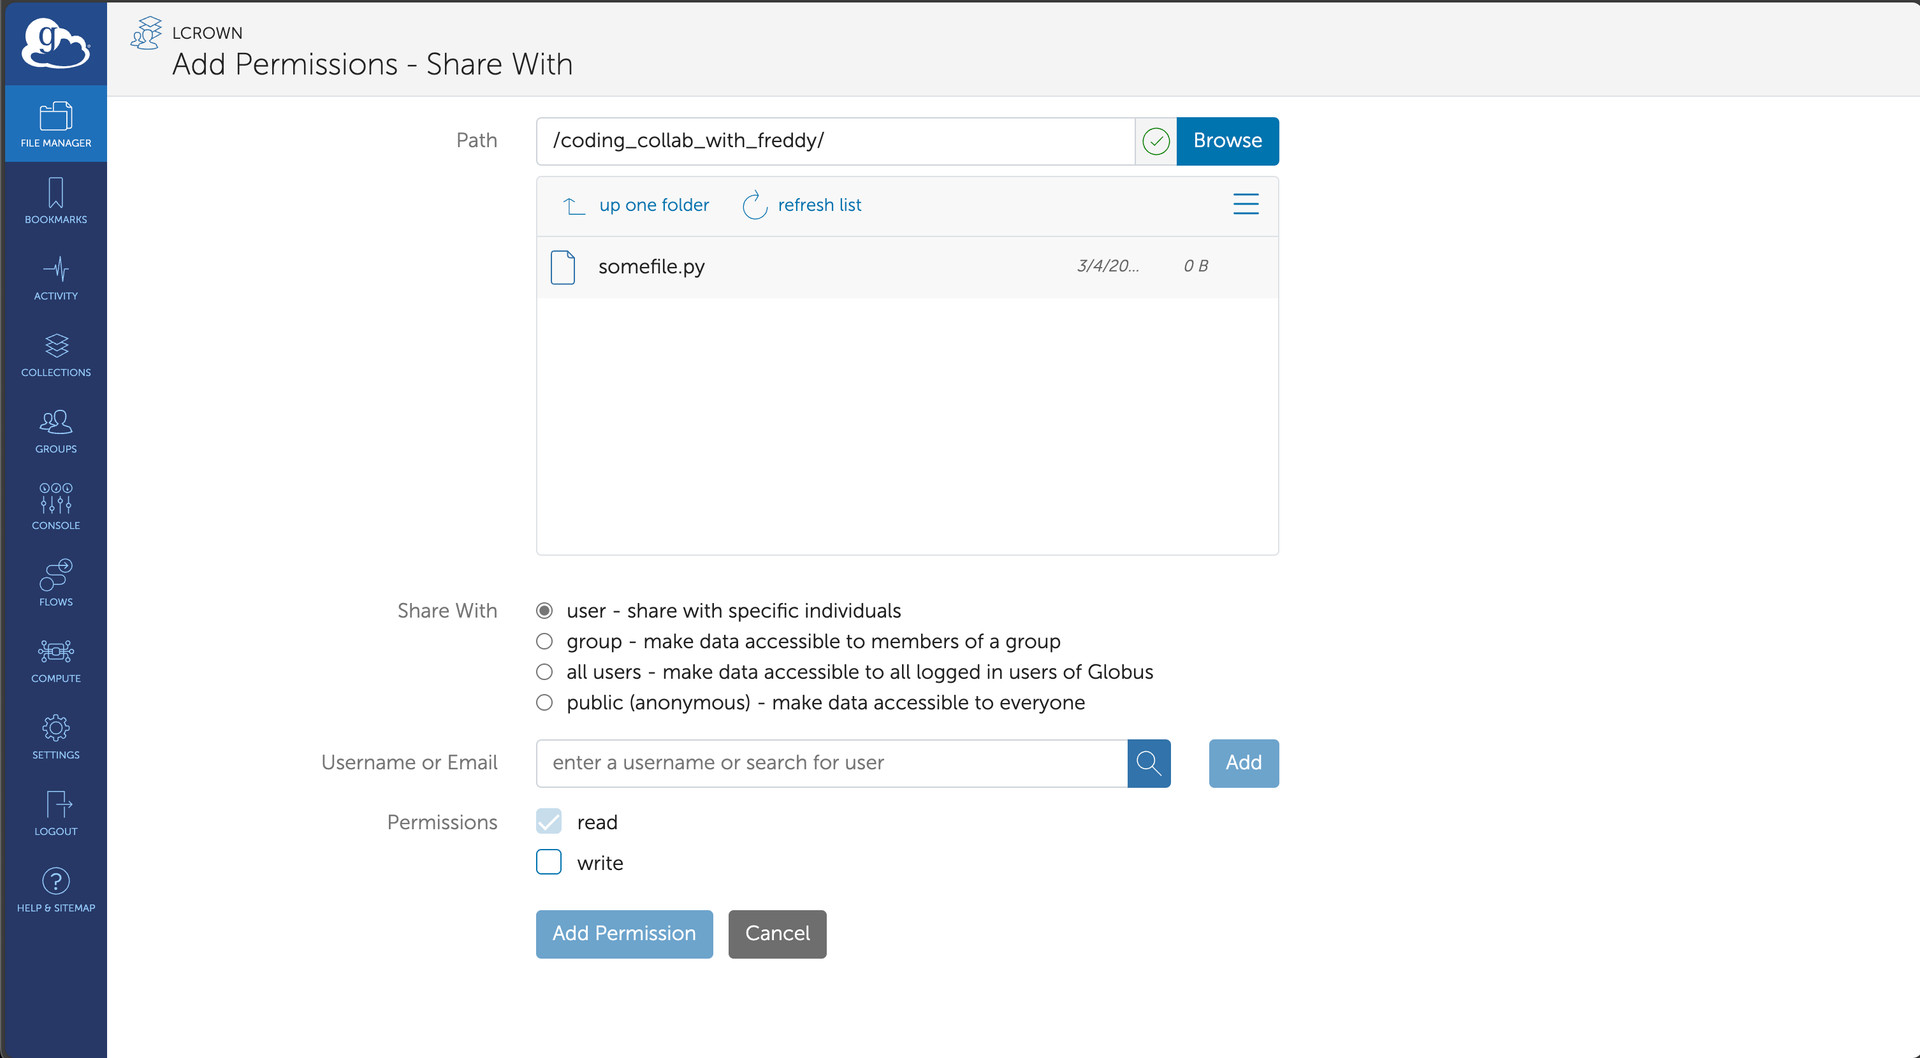 g
FILE MANAGER
BOOKMARKS
ACTIVITY
COLLECTIONS
GROUPS
CONSOLE
FLOWS
COMPUTE
SETTINGS
LOGOUT
?
HELP & SITEMAP
LCROWN
Add Permissions - Share With
Path
/coding_collab_with_freddy/
Browse
up one folder
refresh list
somefile.py
3/4/20...
0 B
Share With
user - share with specific individuals
group - make data accessible to members of a group
all users - make data accessible to all logged in users of Globus
public (anonymous) - make data accessible to everyone
Username or Email
enter a username or search for user
Add
Permissions
read
write
Add Permission
Cancel